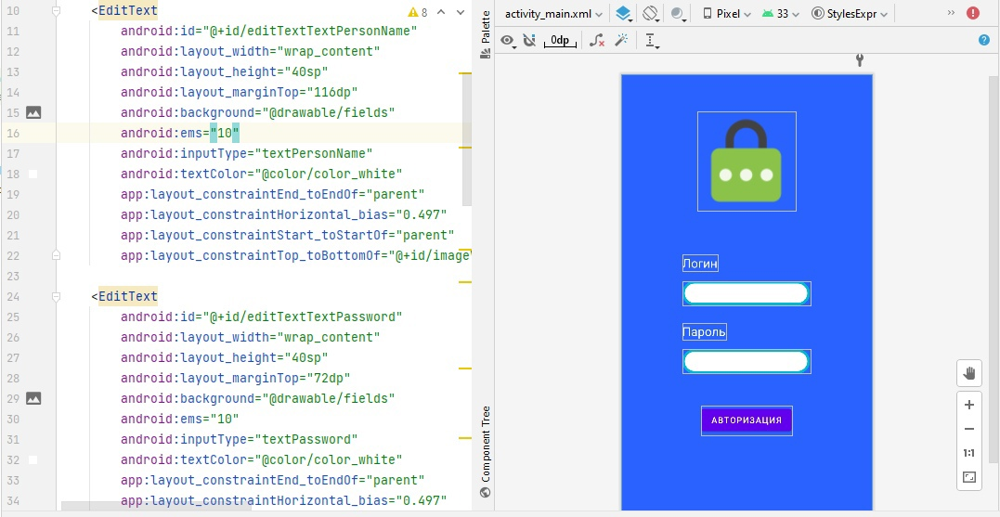 10 <EditText
11 android:id="@+id/editTextTextPersonName"
12 android:layout_width="wrap_content"
13 android:layout_height="40sp"
14 android:layout_marginTop="116dp"
15 android:background="@drawable/fields"
16 android:ems="10"
17 android:inputType="textPersonName"
18 android:textColor="@color/color_white"
19 app:layout_constraintEnd_toEndOf="parent"
20 app:layout_constraintHorizontal_bias="0.497"
21 app:layout_constraintStart_toStartOf="parent"
22 app:layout_constraintTop_toBottomOf="@+id/image
23
24 <EditText
25 android:id="@+id/editTextTextPassword"
26 android:layout_width="wrap_content"
27 android:layout_height="40sp"
28 android:layout_marginTop="72dp"
29 android:background="@drawable/fields"
30 android:ems="10"
31 android:inputType="textPassword"
32 android:textColor="@color/color_white"
33 app:layout_constraintEnd_toEndOf="parent"
34 app:layout_constraintHorizontal_bias="0.497"
8
Palette
Component Tree
activity_main.xml Pixel 33 StylesExpr
0dp
Логин
Пароль
АВТОРИЗАЦИЯ
1:1